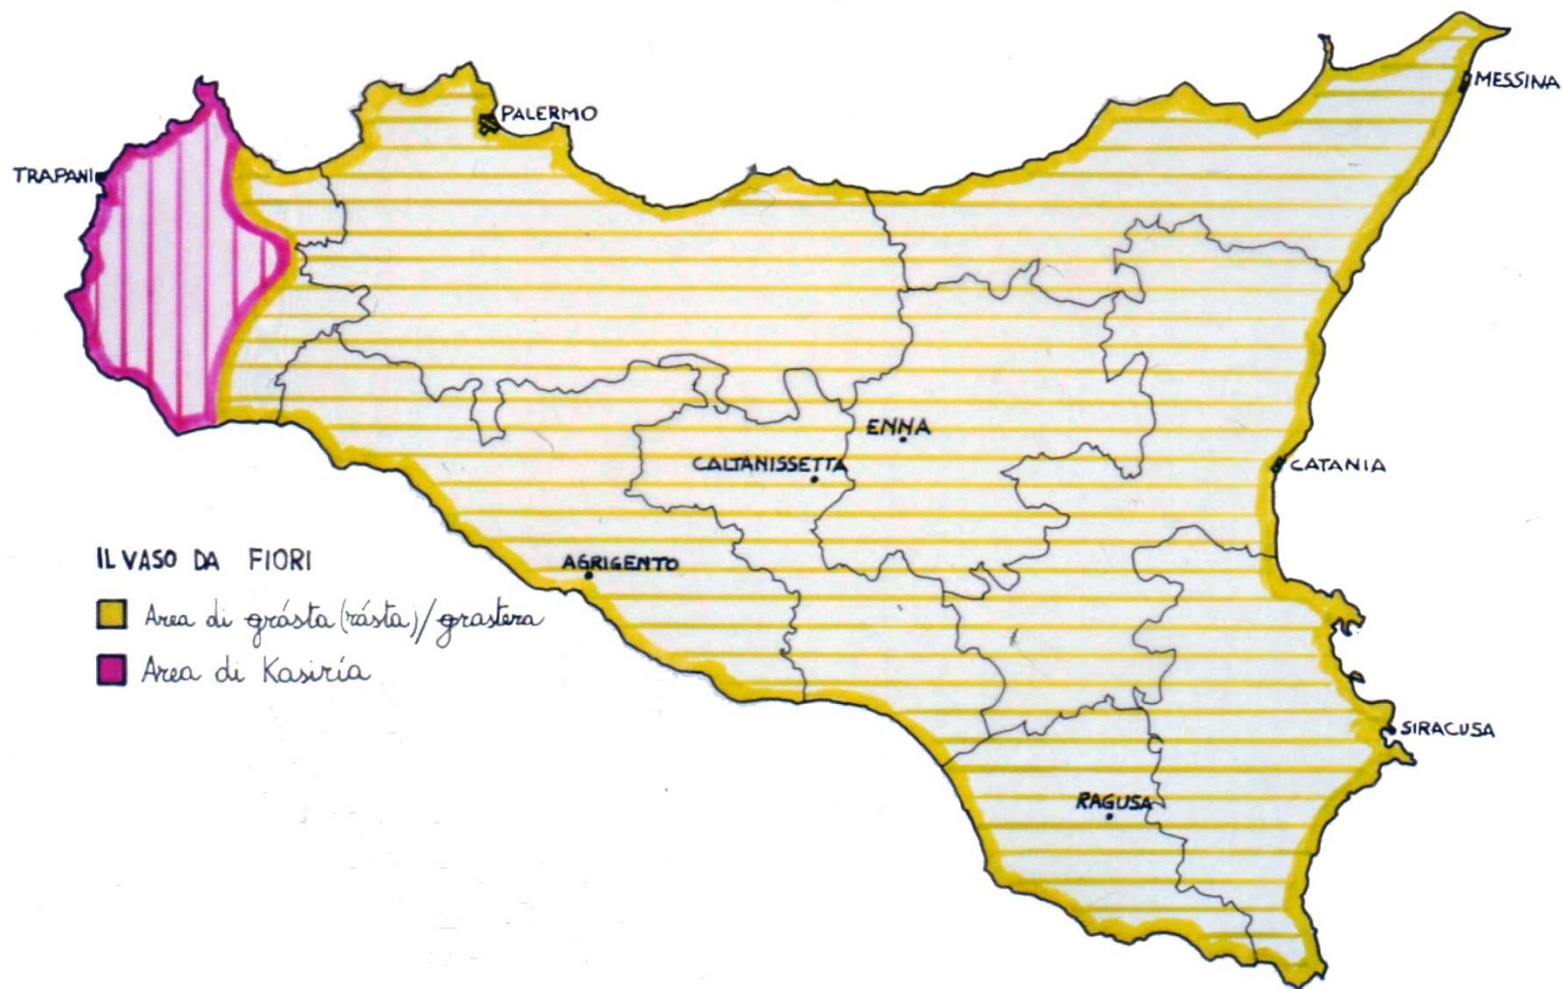 MESSINA
PALERMO
TRAPANI
ENNA
CALTANISSETTA
CATANIA
AGRIGENTO
IL VASO DA FIORI
Area di grásta (rásta)/grastera
Area di Kasiría
SIRACUSA
RAGUSA